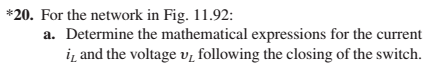 *20. For the network in Fig. 11.92:
a. Determine the mathematical expressions for the current
iL and the voltage vL following the closing of the switch.